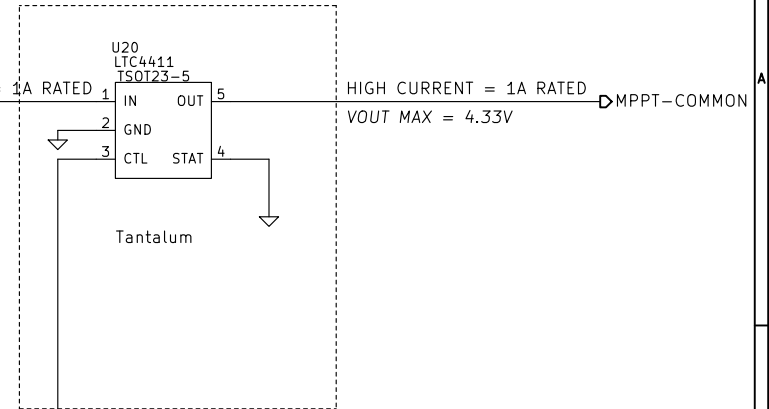 U20
LTC4411
TSOT23-5
= 1A RATED
1 IN OUT 5
2 GND
3 CTL STAT 4
HIGH CURRENT = 1A RATED
VOUT MAX = 4.33V
MPPT-COMMON
A
Tantalum